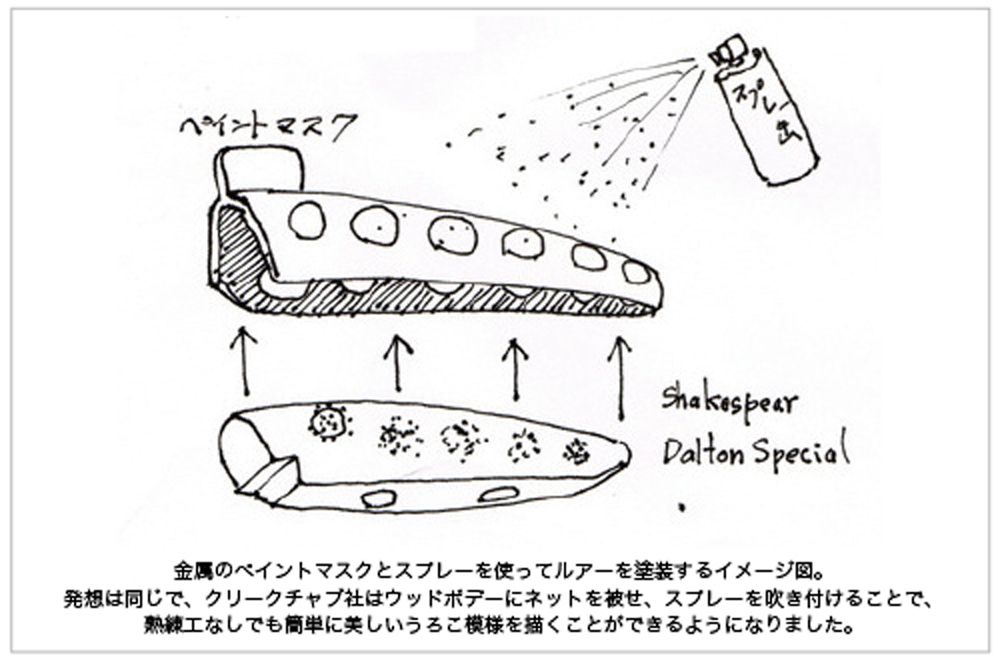 ペイントマスク
スプレー缶
Shakespear
Dalton Special
金属のペイントマスクとスプレーを使ってルアーを塗装するイメージ図。
発想は同じで、クリークチャブ社はウッドボデーにネットを被せ、スプレーを吹き付けることで、
熟練工なしでも簡単に美しいうろこ模様を描くことができるようになりました。